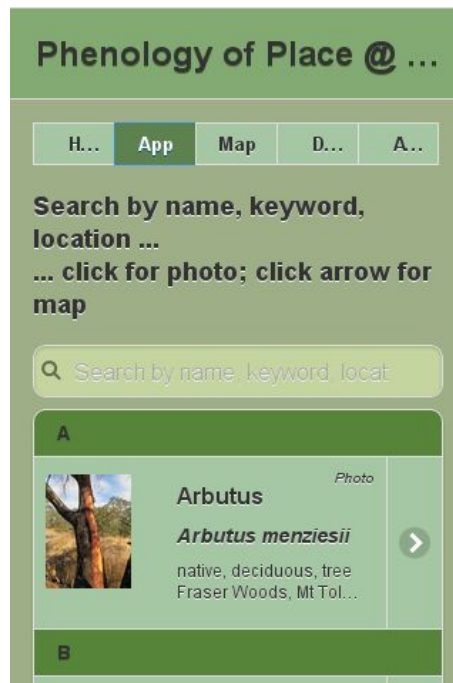 Phenology of Place @ ...
H... App Map D... A...
Search by name, keyword,
location ...
... click for photo; click arrow for
map
Search by name, keyword, locat
A
Photo
Arbutus
Arbutus menziesii
native, deciduous, tree
Fraser Woods, Mt Tol...
B